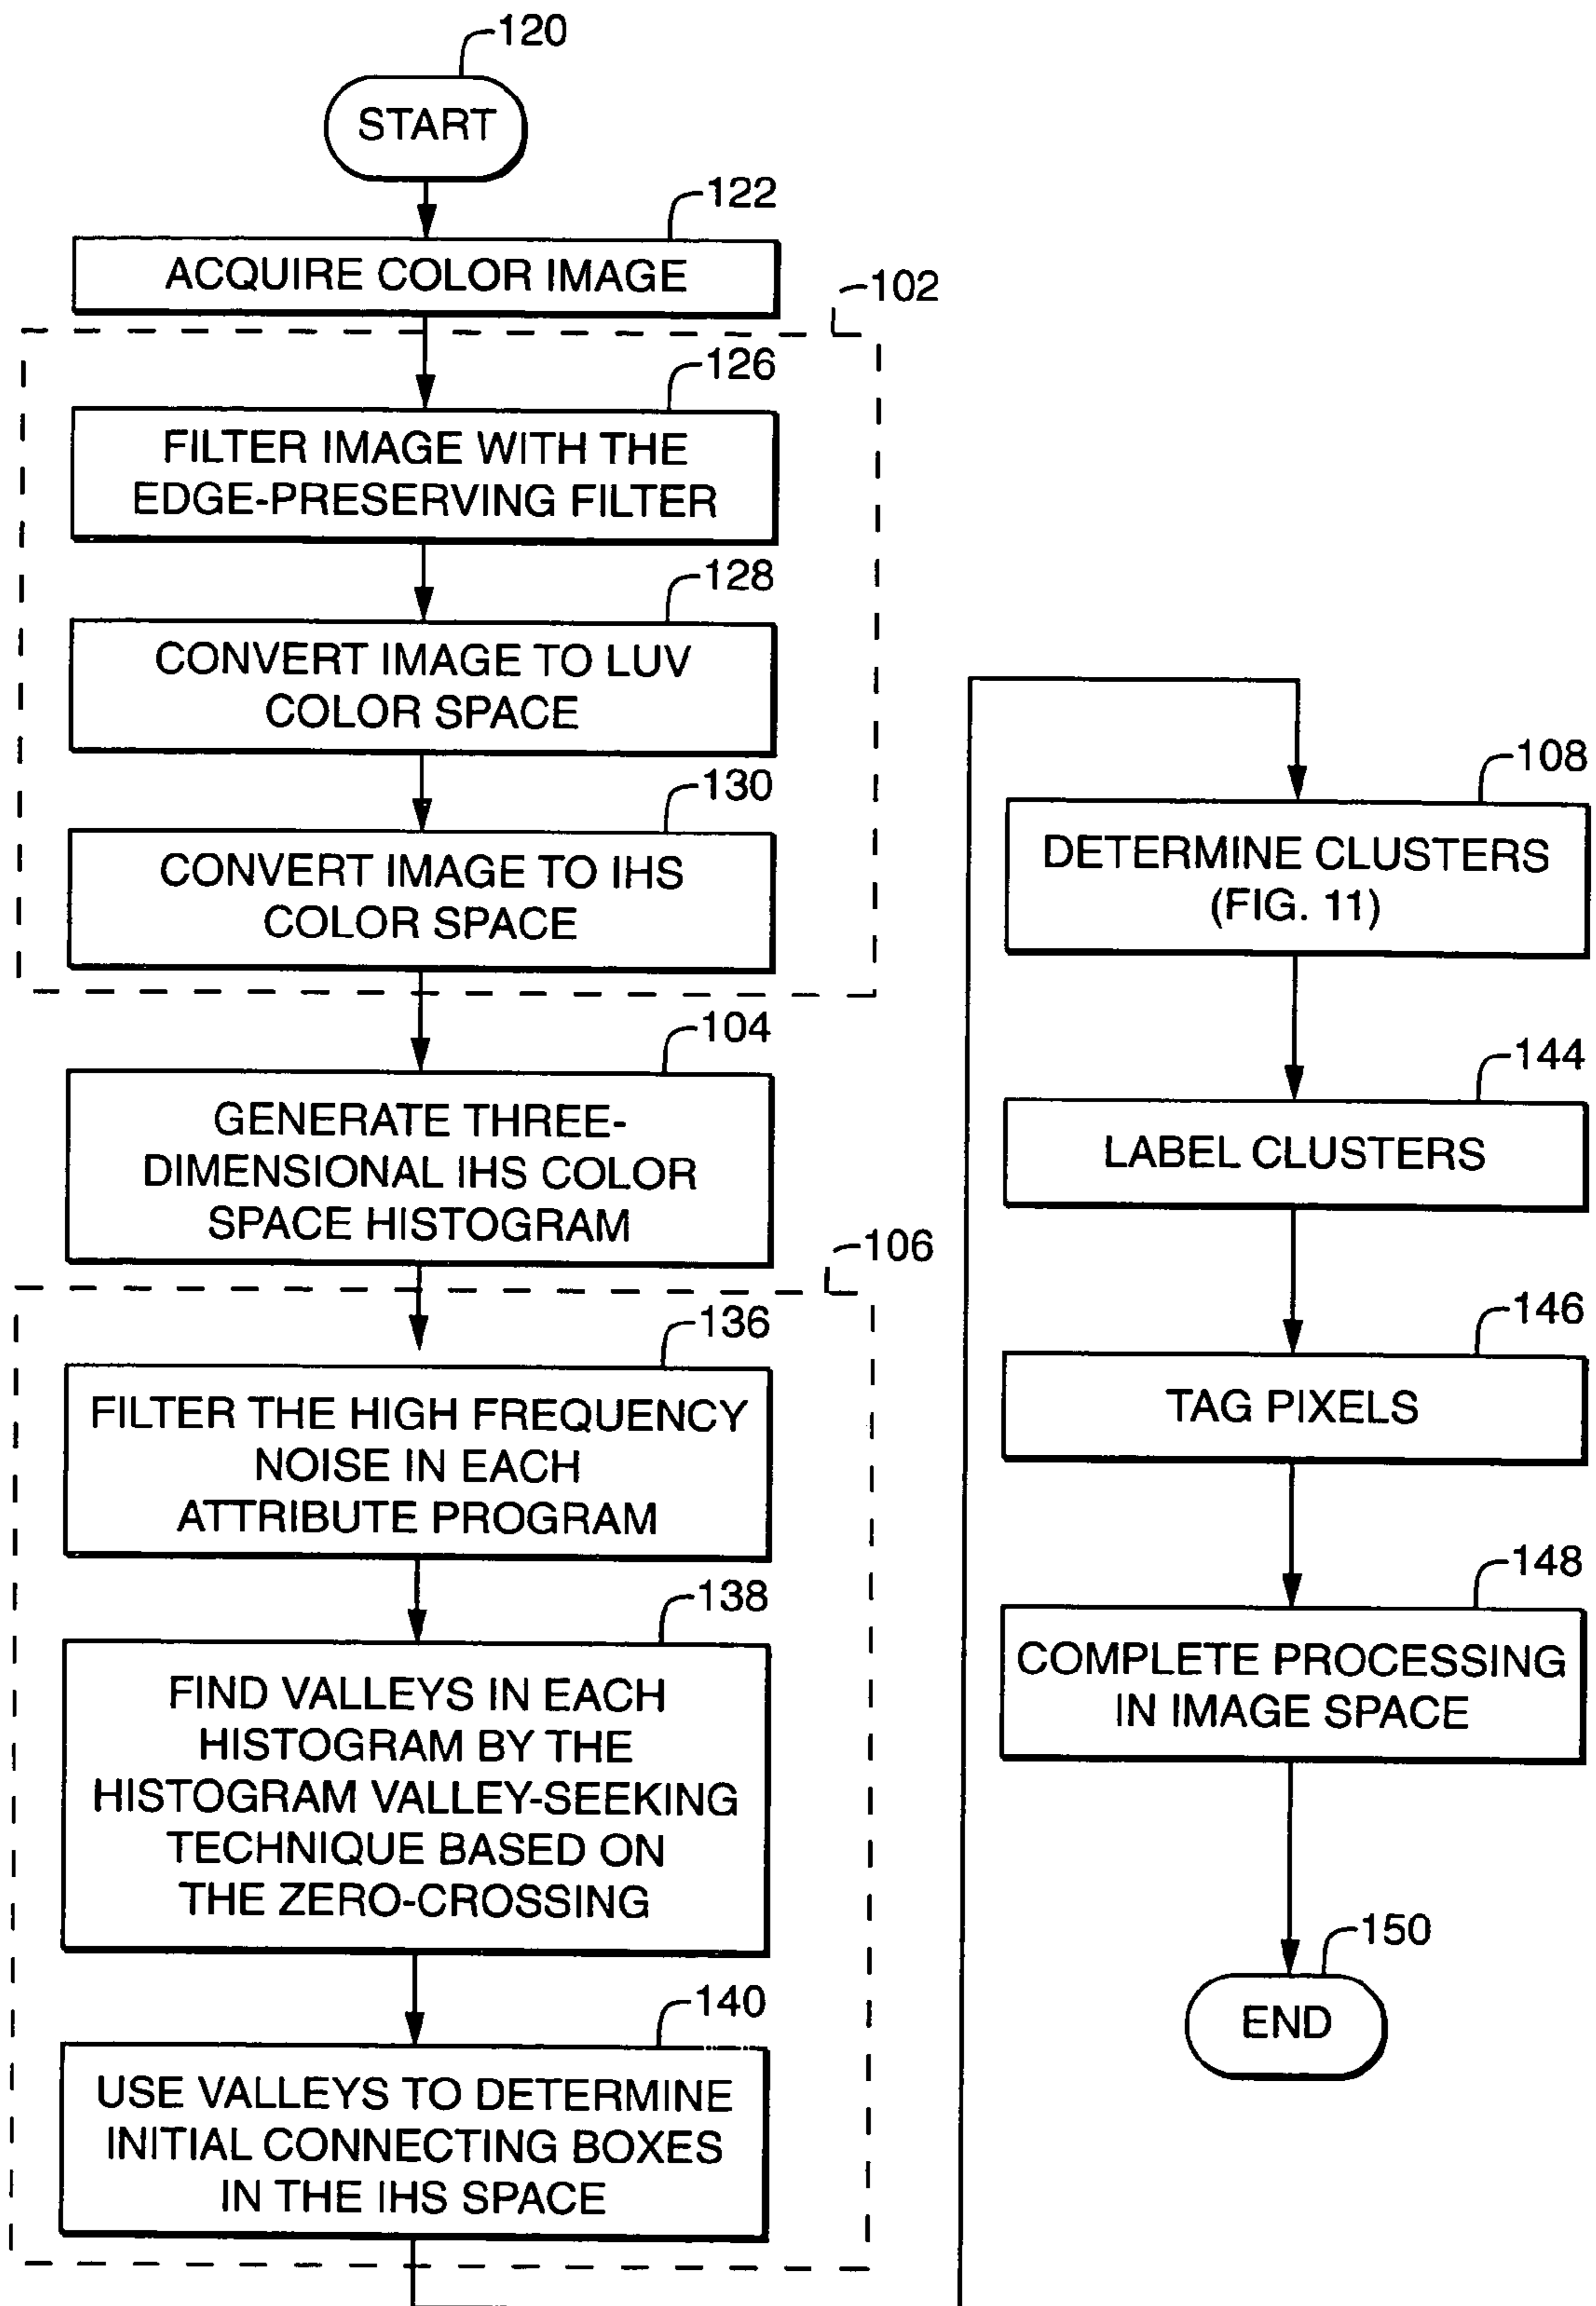 120
START
122
ACQUIRE COLOR IMAGE
102
126
FILTER IMAGE WITH THE
EDGE-PRESERVING FILTER
128
CONVERT IMAGE TO LUV
COLOR SPACE
130
CONVERT IMAGE TO IHS
COLOR SPACE
104
GENERATE THREE-
DIMENSIONAL IHS COLOR
SPACE HISTOGRAM
106
136
FILTER THE HIGH FREQUENCY
NOISE IN EACH
ATTRIBUTE PROGRAM
138
FIND VALLEYS IN EACH
HISTOGRAM BY THE
HISTOGRAM VALLEY-SEEKING
TECHNIQUE BASED ON
THE ZERO-CROSSING
140
USE VALLEYS TO DETERMINE
INITIAL CONNECTING BOXES
IN THE IHS SPACE
108
DETERMINE CLUSTERS
(FIG. 11)
144
LABEL CLUSTERS
146
TAG PIXELS
148
COMPLETE PROCESSING
IN IMAGE SPACE
150
END